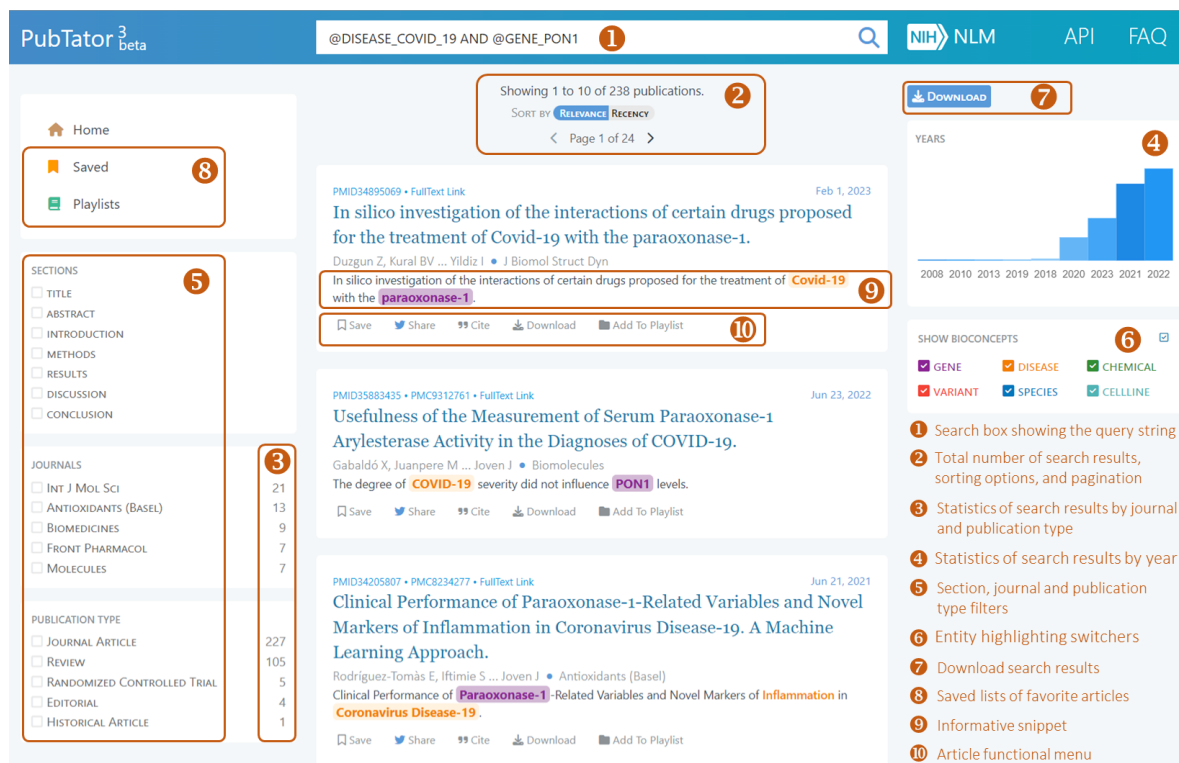 PubTator 3 beta
@DISEASE_COVID_19 AND @GENE_PON1 1
NIH NLM API FAQ
Home
Saved
Playlists
8
SECTIONS
5
TITLE
ABSTRACT
INTRODUCTION
METHODS
RESULTS
DISCUSSION
CONCLUSION
JOURNALS 3
INT J MOL SCI 21
ANTIOXIDANTS (BASEL) 13
BIOMEDICINES 9
FRONT PHARMACOL 7
MOLECULES 7
PUBLICATION TYPE
JOURNAL ARTICLE 227
REVIEW 105
RANDOMIZED CONTROLLED TRIAL 5
EDITORIAL 4
HISTORICAL ARTICLE 1
Showing 1 to 10 of 238 publications. 2
SORT BY RELEVANCE RECENCY
< Page 1 of 24 >
PMID34895069 • FullText Link Feb 1, 2023
In silico investigation of the interactions of certain drugs proposed
for the treatment of Covid-19 with the paraoxonase-1.
Duzgun Z, Kural BV ... Yildiz I • J Biomol Struct Dyn
In silico investigation of the interactions of certain drugs proposed for the treatment of Covid-19
with the paraoxonase-1. 9
Save Share Cite Download Add To Playlist 10
PMID35883435 • PMC9312761 • FullText Link Jun 23, 2022
Usefulness of the Measurement of Serum Paraoxonase-1
Arylesterase Activity in the Diagnoses of COVID-19.
Gabaldó X, Juanpere M ... Joven J • Biomolecules
The degree of COVID-19 severity did not influence PON1 levels.
Save Share Cite Download Add To Playlist
PMID34205807 • PMC8234277 • FullText Link Jun 21, 2021
Clinical Performance of Paraoxonase-1-Related Variables and Novel
Markers of Inflammation in Coronavirus Disease-19. A Machine
Learning Approach.
Rodríguez-Tomàs E, Iftimie S ... Joven J • Antioxidants (Basel)
Clinical Performance of Paraoxonase-1 -Related Variables and Novel Markers of Inflammation in
Coronavirus Disease-19 .
Save Share Cite Download Add To Playlist
DOWNLOAD 7
YEARS 4
2008 2010 2013 2019 2018 2020 2023 2021 2022
SHOW BIOCONCEPTS 6
GENE DISEASE CHEMICAL
VARIANT SPECIES CELLLINE
1 Search box showing the query string
2 Total number of search results,
sorting options, and pagination
3 Statistics of search results by journal
and publication type
4 Statistics of search results by year
5 Section, journal and publication
type filters
6 Entity highlighting switchers
7 Download search results
8 Saved lists of favorite articles
9 Informative snippet
10 Article functional menu